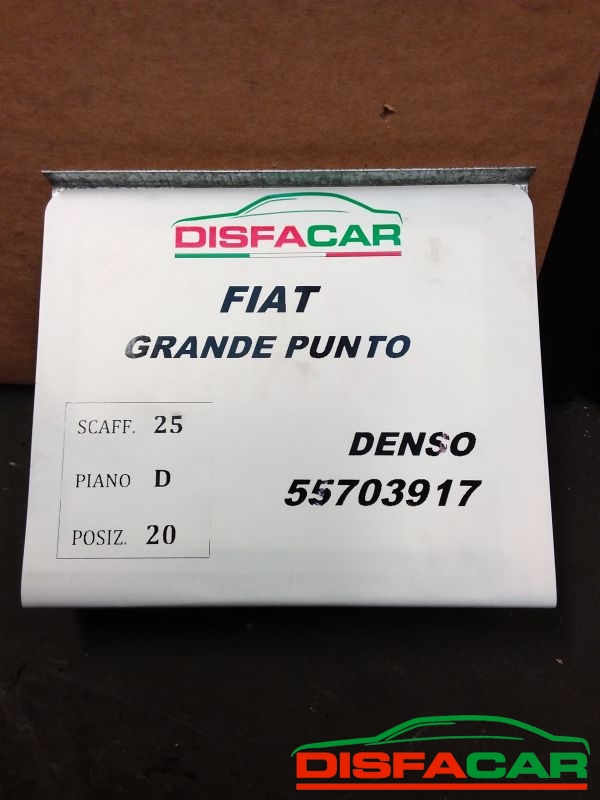 DISFACAR
FIAT
GRANDE PUNTO
SCAFF. 25
PIANO D
POSIZ. 20
DENSO
55703917
DISFACAR